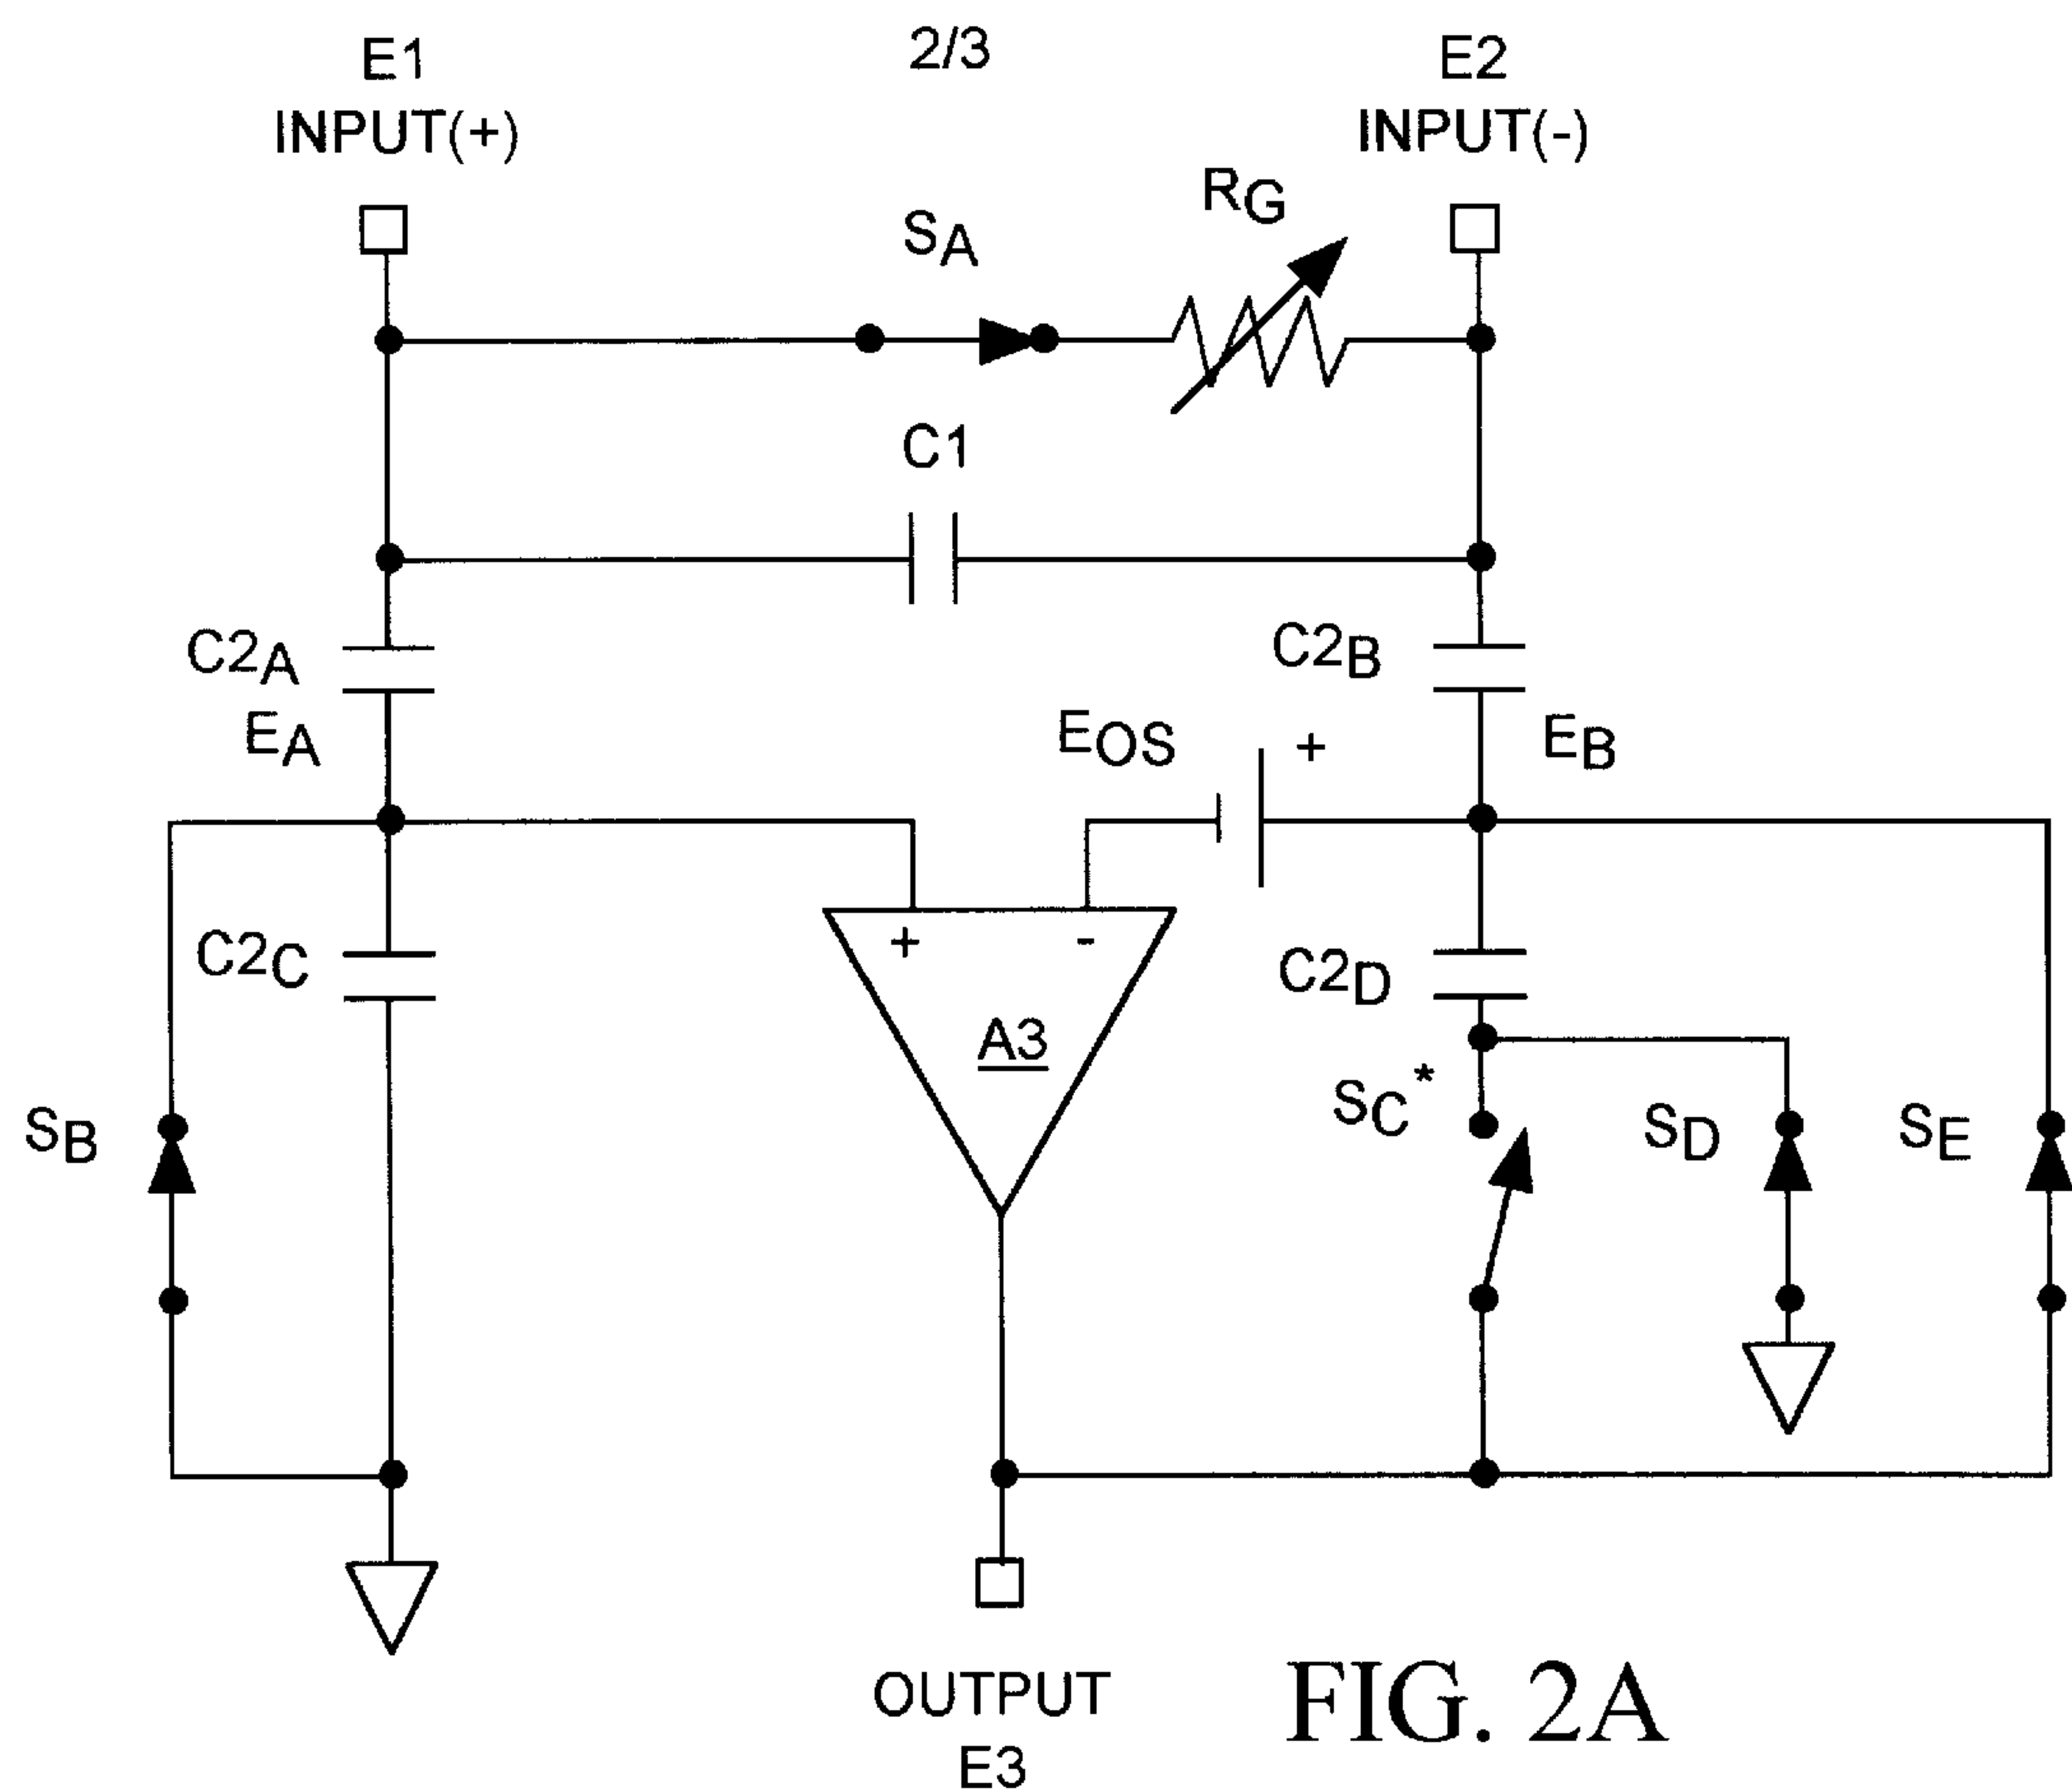 2/3
E1
INPUT(+)
E2
INPUT(-)
SA
RG
C1
C2A
C2B
EA
EOS
+
EB
+
-
C2C
A3
C2D
SB
SC*
SD
SE
OUTPUT
E3
FIG. 2A